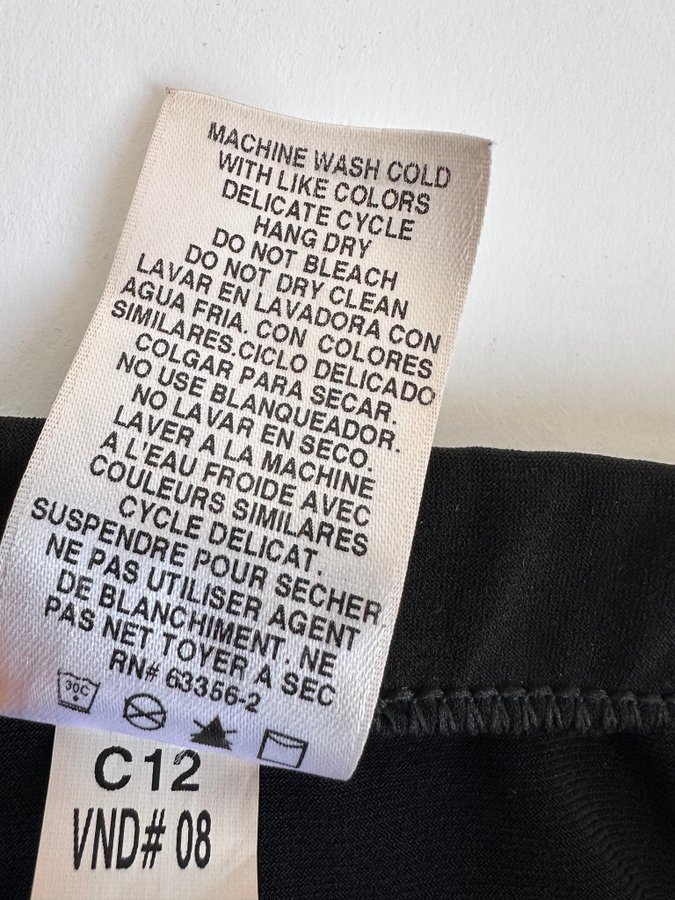 MACHINE WASH COLD
WITH LIKE COLORS
DELICATE CYCLE
HANG DRY
DO NOT BLEACH
DO NOT DRY CLEAN
LAVAR EN LAVADORA CON
AGUA FRIA. CON COLORES
SIMILARES.CICLO DELICADO
COLGAR PARA SECAR.
NO USE BLANQUEADOR.
NO LAVAR EN SECO.
LAVER A LA MACHINE
A L'EAU FROIDE AVEC
COULEURS SIMILARES
CYCLE DELICAT.
SUSPENDRE POUR SECHER
NE PAS UTILISER AGENT
DE BLANCHIMENT. NE
PAS NET TOYER A SEC
RN# 63356-2
30C
C12
VND# 08